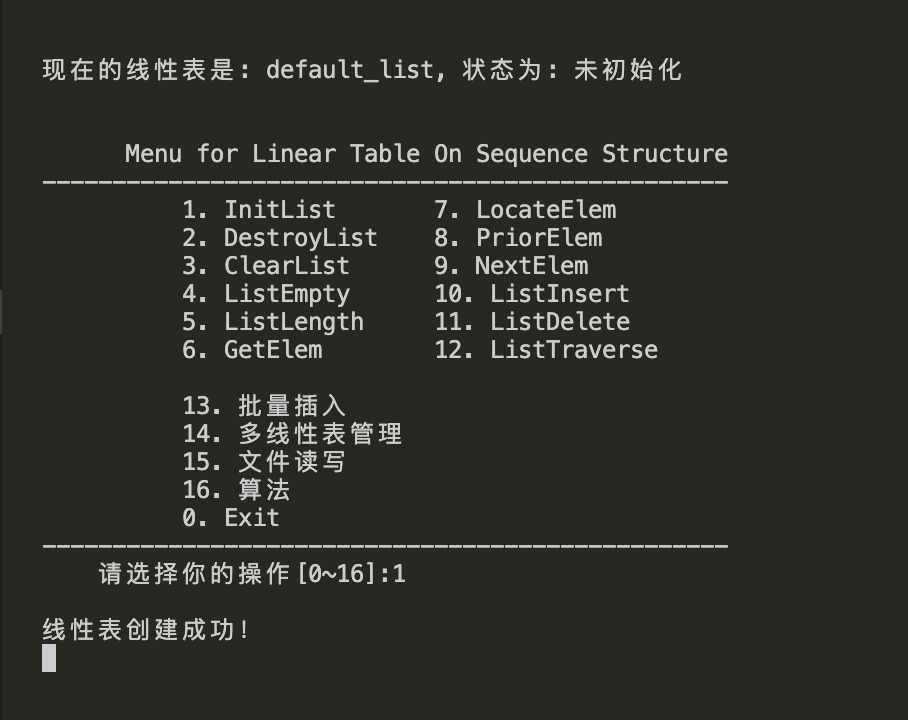 现在的线性表是: default_list, 状态为: 未初始化
Menu for Linear Table On Sequence Structure
-------------------------------------------------
1. InitList 7. LocateElem
2. DestroyList 8. PriorElem
3. ClearList 9. NextElem
4. ListEmpty 10. ListInsert
5. ListLength 11. ListDelete
6. GetElem 12. ListTraverse
13. 批量插入
14. 多线性表管理
15. 文件读写
16. 算法
0. Exit
-------------------------------------------------
请选择你的操作[0~16]:1
线性表创建成功!